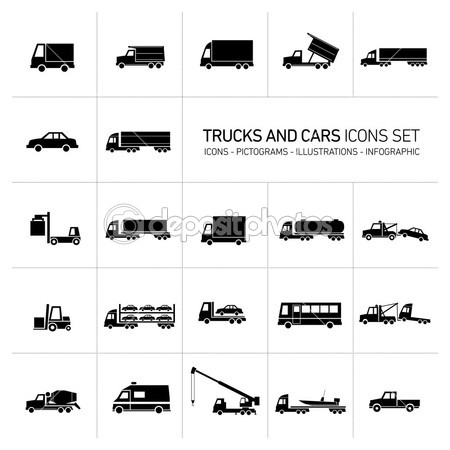 TRUCKS AND CARS ICONS SET
ICONS - PICTOGRAMS - ILLUSTRATIONS - INFOGRAPHIC
depositphotos